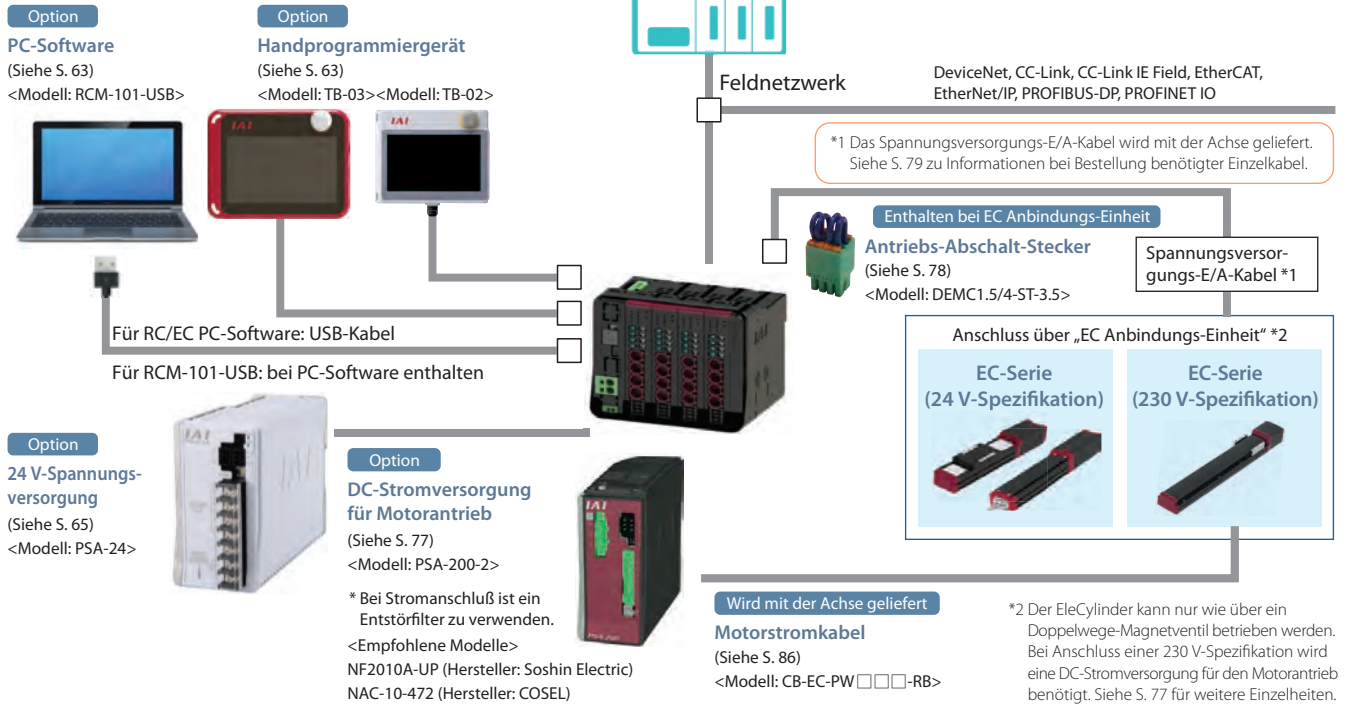 Option
PC-Software
(Siehe S. 63)
<Modell: RCM-101-USB>
Option
Handprogrammiergerät
(Siehe S. 63)
<Modell: TB-03><Modell: TB-02>
IAI
IAI
Feldnetzwerk
DeviceNet, CC-Link, CC-Link IE Field, EtherCAT,
EtherNet/IP, PROFIBUS-DP, PROFINET IO
*1 Das Spannungsversorgungs-E/A-Kabel wird mit der Achse geliefert.
Siehe S. 79 zu Informationen bei Bestellung benötigter Einzelkabel.
Enthalten bei EC Anbindungs-Einheit
Antriebs-Abschalt-Stecker
(Siehe S. 78)
<Modell: DEMC1.5/4-ST-3.5>
Spannungsversor-
gungs-E/A-Kabel *1
Für RC/EC PC-Software: USB-Kabel
Für RCM-101-USB: bei PC-Software enthalten
IAI
Anschluss über „EC Anbindungs-Einheit“ *2
EC-Serie
(24 V-Spezifikation)
EC-Serie
(230 V-Spezifikation)
Option
24 V-Spannungs-
versorgung
(Siehe S. 65)
<Modell: PSA-24>
IAI
IAI
Option
DC-Stromversorgung
für Motorantrieb
(Siehe S. 77)
<Modell: PSA-200-2>
* Bei Stromanschluß ist ein
Entstörfilter zu verwenden.
<Empfohlene Modelle>
NF2010A-UP (Hersteller: Soshin Electric)
NAC-10-472 (Hersteller: COSEL)
IAI
PSA-200
Wird mit der Achse geliefert
Motorstromkabel
(Siehe S. 86)
<Modell: CB-EC-PW□□□-RB>
*2 Der EleCylinder kann nur wie über ein
Doppelwege-Magnetventil betrieben werden.
Bei Anschluss einer 230 V-Spezifikation wird
eine DC-Stromversorgung für den Motorantrieb
benötigt. Siehe S. 77 für weitere Einzelheiten.